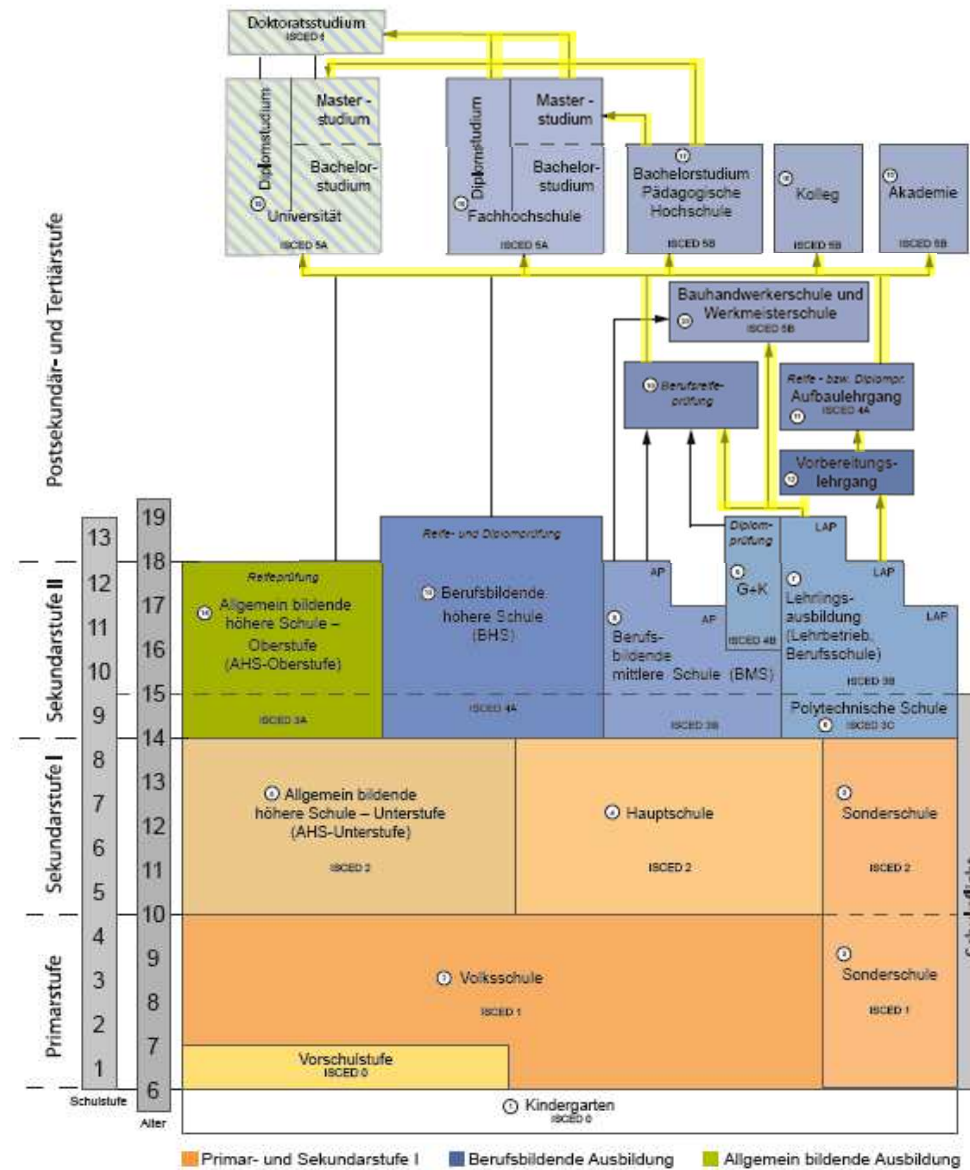 Doktoratsstudium
ISCED 6
Diplomstudium
Master-
studium
Bachelor-
studium
Universität
ISCED 5A
Diplomstudium
Master-
studium
Bachelor-
studium
Fachhochschule
ISCED 5A
17
Bachelorstudium
Pädagogische
Hochschule
ISCED 5B
Kolleg
ISCED 5B
Akademie
ISCED 5B
Bauhandwerkerschule und
Werkmeisterschule
ISCED 5B
Berufsreife-
prüfung
Reife - bzw. Diplompr.
Aufbaulehrgang
11
ISCED 4A
Vorbereitungs-
12
lehrgang
Postsekundär- und Tertiärstufe
Sekundarstufe II
Sekundarstufe I
Primarstufe
13
12
11
10
9
8
7
6
5
4
3
2
1
Schulstufe
19
18
17
16
15
14
13
12
11
10
9
8
7
6
Alter
Reifeprüfung
Allgemein bildende
höhere Schule –
Oberstufe
(AHS-Oberstufe)
ISCED 3A
Reife- und Diplomprüfung
Berufsbildende
höhere Schule
(BHS)
ISCED 4A
AP
AP
Berufs-
bildende
mittlere Schule (BMS)
ISCED 3B
Diplom-
prüfung
G+K
ISCED 4B
LAP
LAP
LAP
7
Lehrlings-
ausbildung
(Lehrbetrieb,
Berufsschule)
ISCED 3B
Polytechnische Schule
ISCED 3C
Allgemein bildende
höhere Schule – Unterstufe
(AHS-Unterstufe)
ISCED 2
4
Hauptschule
ISCED 2
3
Sonderschule
ISCED 2
Volksschule
ISCED 1
3
Sonderschule
ISCED 1
Vorschulstufe
ISCED 0
1
Kindergarten
ISCED 0
Primar- und Sekundarstufe I
Berufsbildende Ausbildung
Allgemein bildende Ausbildung